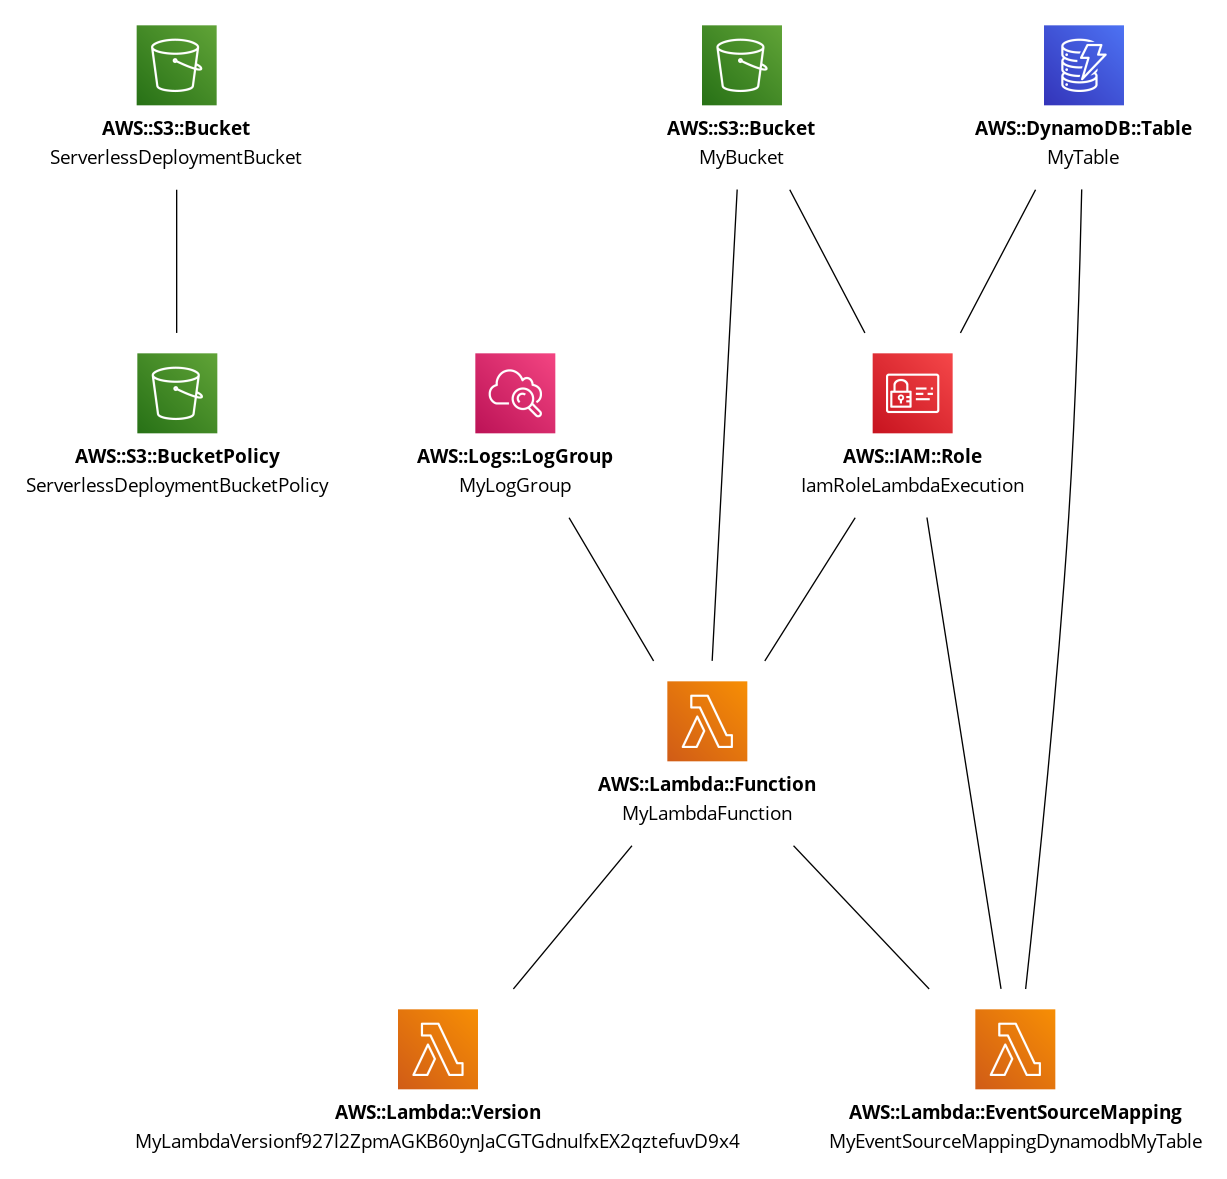 AWS::S3::Bucket
ServerlessDeploymentBucket
AWS::S3::Bucket
MyBucket
AWS::DynamoDB::Table
MyTable
AWS::S3::BucketPolicy
ServerlessDeploymentBucketPolicy
AWS::Logs::LogGroup
MyLogGroup
AWS::IAM::Role
IamRoleLambdaExecution
AWS::Lambda::Function
MyLambdaFunction
AWS::Lambda::Version
MyLambdaVersionf927l2ZpmAGKB60ynJaCGTGdnuIfxEX2qztefuvD9x4
AWS::Lambda::EventSourceMapping
MyEventSourceMappingDynamodbMyTable